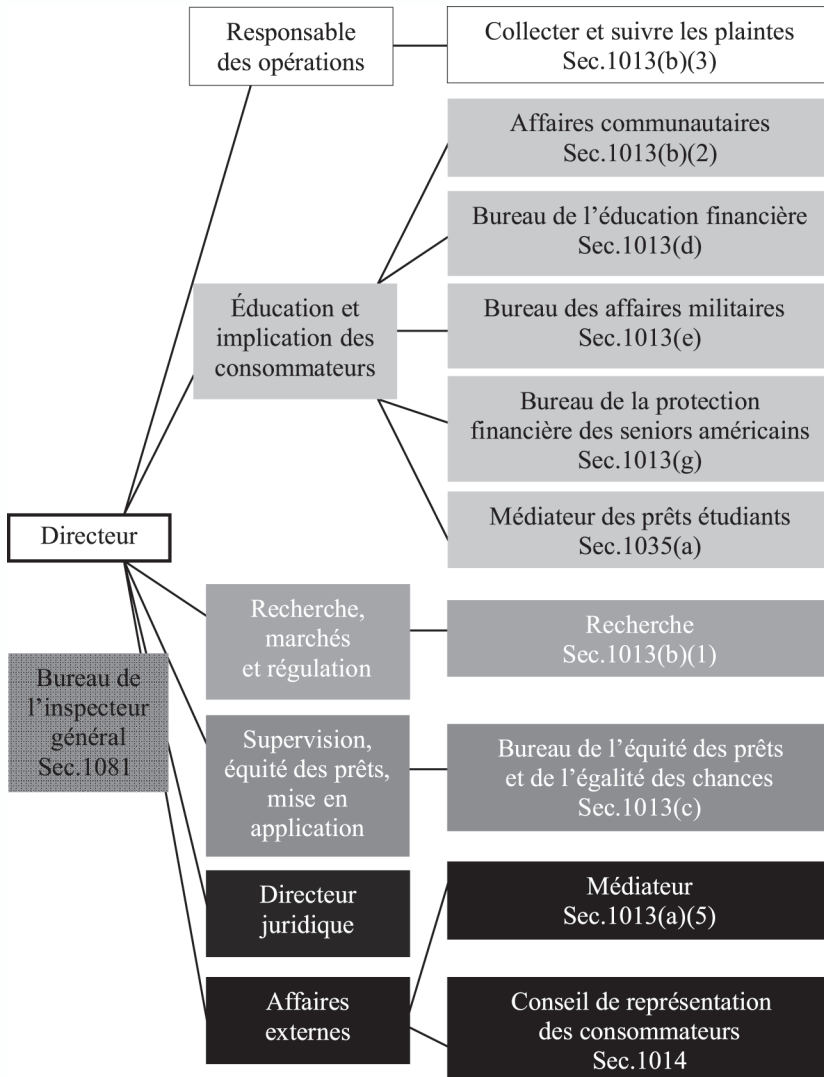 Responsable
des opérations
Collecter et suivre les plaintes
Sec.1013(b)(3)
Affaires communautaires
Sec.1013(b)(2)
Bureau de l’éducation financière
Sec.1013(d)
Éducation et
implication des
consommateurs
Bureau des affaires militaires
Sec.1013(e)
Bureau de la protection
financière des seniors américains
Sec.1013(g)
Médiateur des prêts étudiants
Sec.1035(a)
Directeur
Recherche,
marchés
et régulation
Recherche
Sec.1013(b)(1)
Bureau de
l’inspecteur
général
Sec.1081
Supervision,
équité des prêts,
mise en
application
Bureau de l’équité des prêts
et de l’égalité des chances
Sec.1013(c)
Directeur
juridique
Médiateur
Sec.1013(a)(5)
Affaires
externes
Conseil de représentation
des consommateurs
Sec.1014